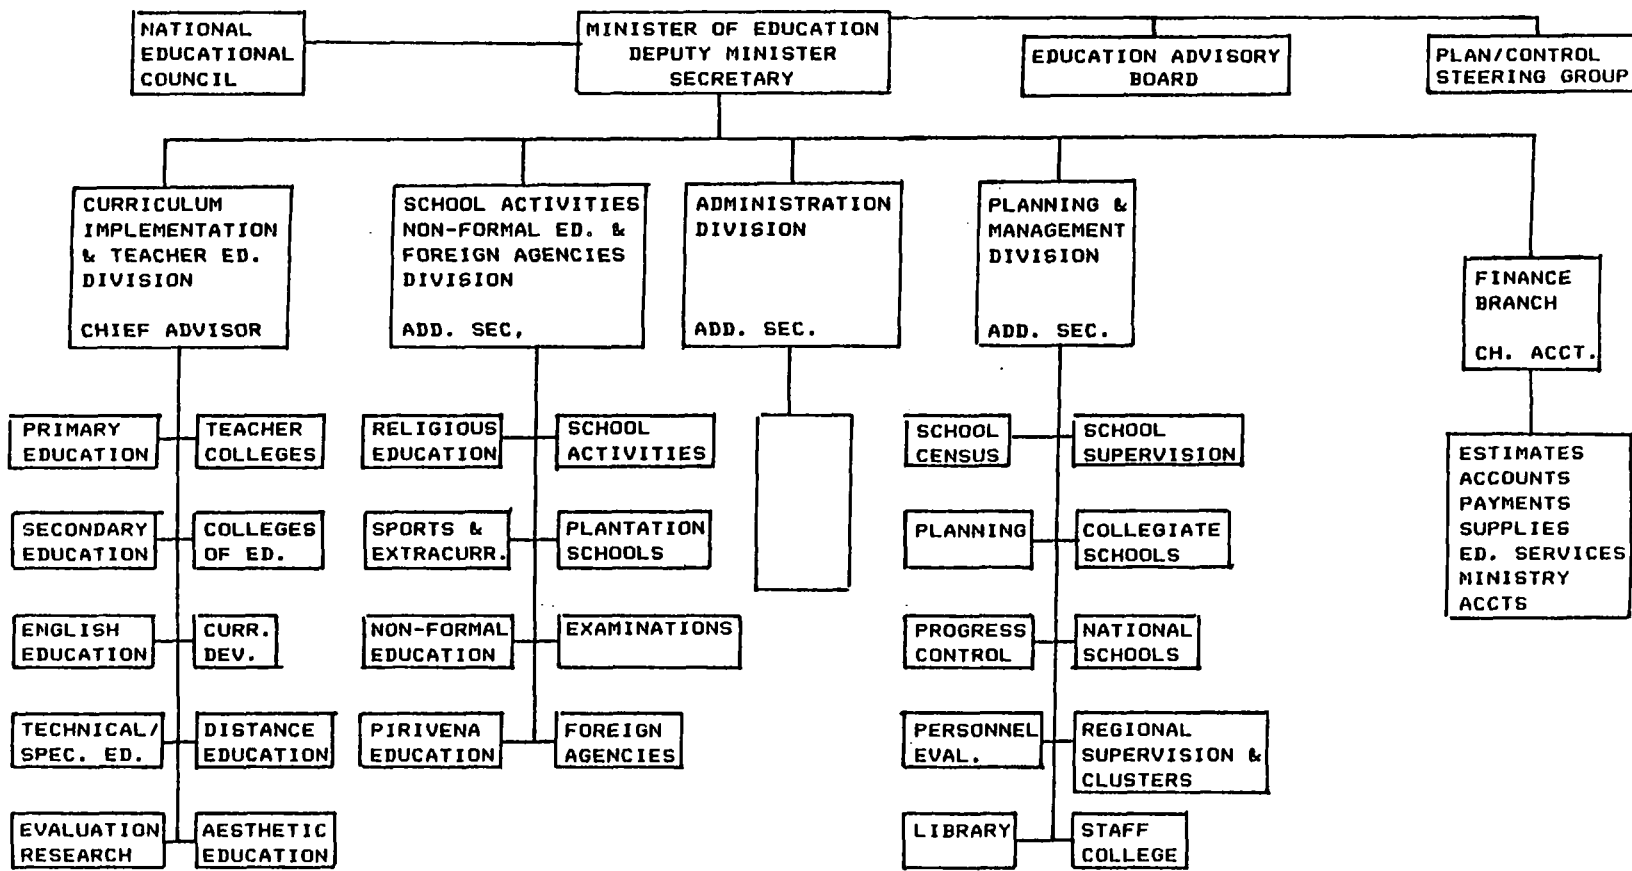 NATIONAL
EDUCATIONAL
COUNCIL
MINISTER OF EDUCATION
DEPUTY MINISTER
SECRETARY
EDUCATION ADVISORY
BOARD
PLAN/CONTROL
STEERING GROUP
CURRICULUM
IMPLEMENTATION
& TEACHER ED.
DIVISION
CHIEF ADVISOR
SCHOOL ACTIVITIES
NON-FORMAL ED. &
FOREIGN AGENCIES
DIVISION
ADD. SEC,
ADMINISTRATION
DIVISION
ADD. SEC.
PLANNING &
MANAGEMENT
DIVISION
ADD. SEC.
FINANCE
BRANCH
CH. ACCT.
PRIMARY
EDUCATION
TEACHER
COLLEGES
SECONDARY
EDUCATION
COLLEGES
OF ED.
ENGLISH
EDUCATION
CURR.
DEV.
TECHNICAL/
SPEC. ED.
DISTANCE
EDUCATION
EVALUATION
RESEARCH
AESTHETIC
EDUCATION
RELIGIOUS
EDUCATION
SCHOOL
ACTIVITIES
SPORTS &
EXTRACURR.
PLANTATION
SCHOOLS
NON-FORMAL
EDUCATION
EXAMINATIONS
PIRIVENA
EDUCATION
FOREIGN
AGENCIES
SCHOOL
CENSUS
SCHOOL
SUPERVISION
PLANNING
COLLEGIATE
SCHOOLS
PROGRESS
CONTROL
NATIONAL
SCHOOLS
PERSONNEL
EVAL.
REGIONAL
SUPERVISION &
CLUSTERS
LIBRARY
STAFF
COLLEGE
ESTIMATES
ACCOUNTS
PAYMENTS
SUPPLIES
ED. SERVICES
MINISTRY
ACCTS